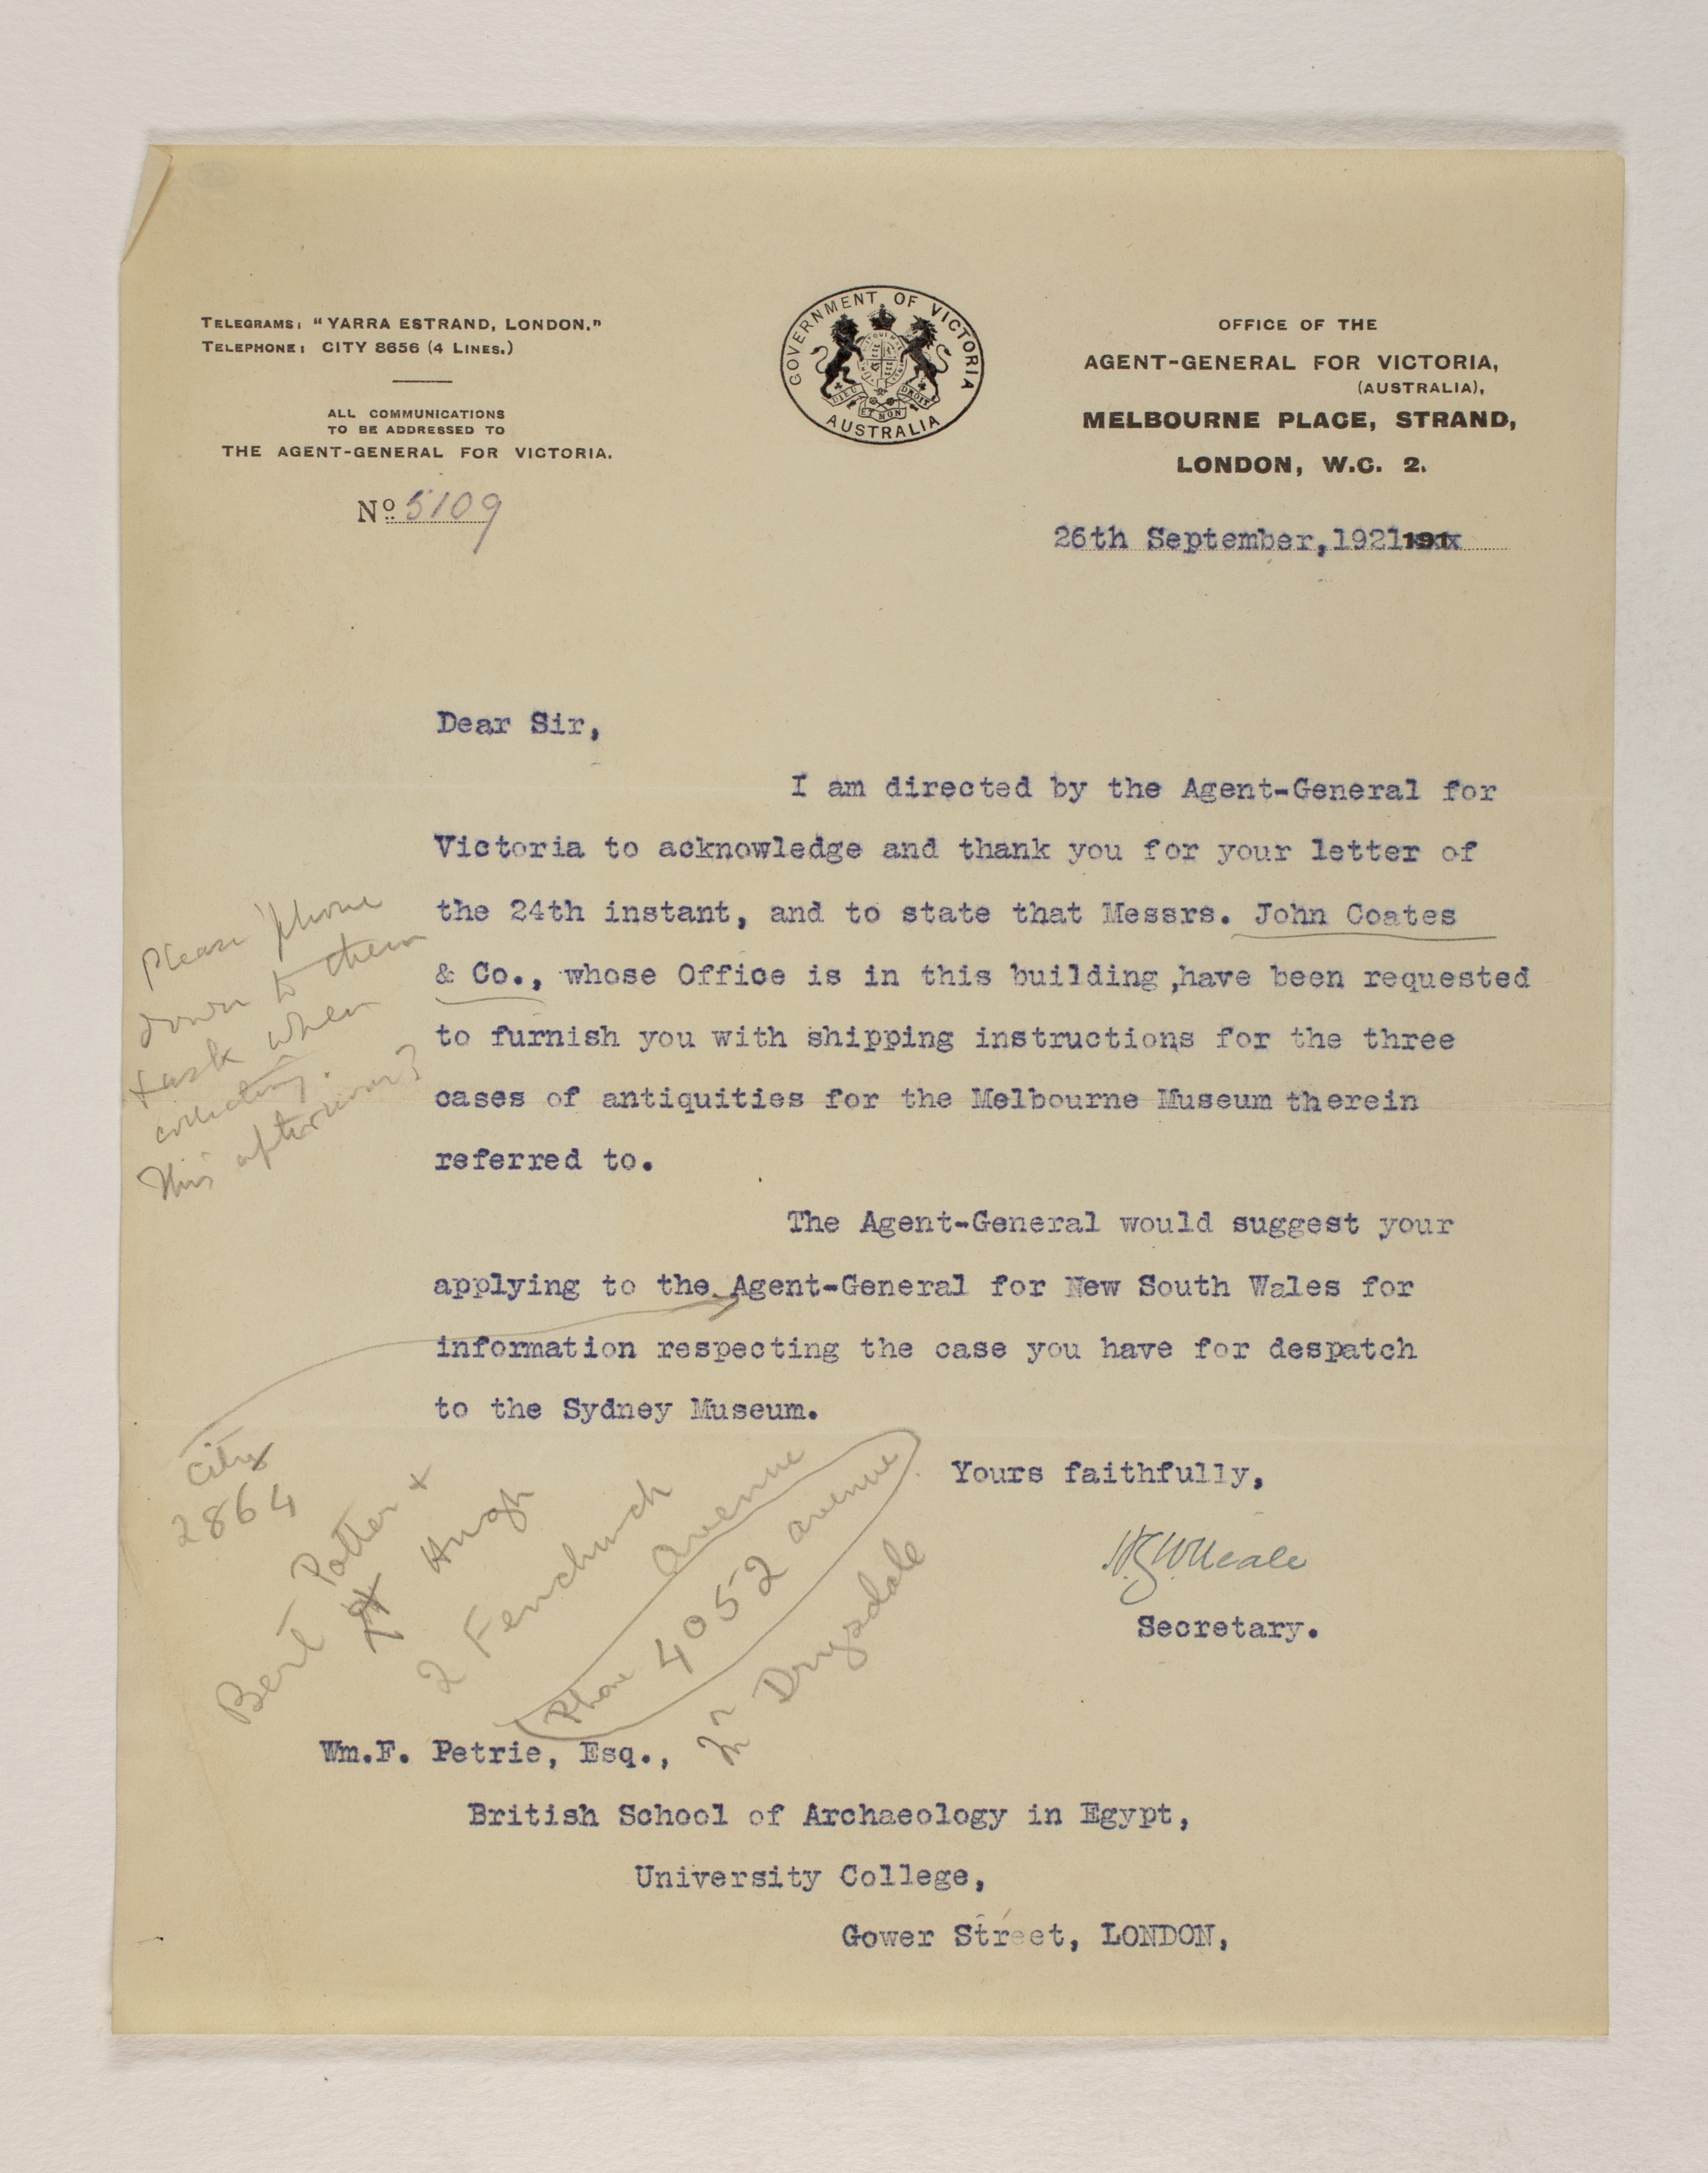 TELEGRAMS: "YARRA ESTRAND, LONDON."
TELEPHONE: CITY 8656 (4 LINES.)
ALL COMMUNICATIONS
TO BE ADDRESSED TO
THE AGENT-GENERAL FOR VICTORIA.
No. 5109
GOVERNMENT OF VICTORIA
DIEU ET MON DROIT
AUSTRALIA
OFFICE OF THE
AGENT-GENERAL FOR VICTORIA,
(AUSTRALIA),
MELBOURNE PLACE, STRAND,
LONDON, W.C. 2.
26th September, 1921
Dear Sir,
I am directed by the Agent-General for
Victoria to acknowledge and thank you for your letter of
the 24th instant, and to state that Messrs. John Coates
& Co., whose Office is in this building ,have been requested
to furnish you with shipping instructions for the three
cases of antiquities for the Melbourne Museum therein
referred to.
The Agent-General would suggest your
applying to the Agent-General for New South Wales for
information respecting the case you have for despatch
to the Sydney Museum.
Yours faithfully,
Secretary.
Wm.F. Petrie, Esq.,
British School of Archaeology in Egypt,
University College,
Gower Street, LONDON,
Please 'phone
down to them
& ask when
collecting.
This afternoon?
City
2864
Potter +
Hugh
2 Fenchurch
Avenue
Phone 4052 avenue
Mr Drysdale